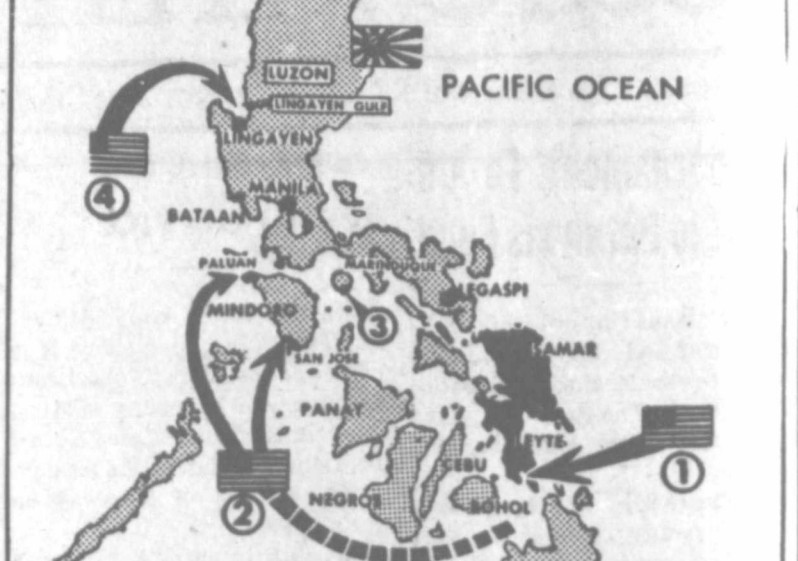 LUZON
PACIFIC OCEAN
LINGAYEN GULF
LINGAYEN
4
MANILA
BATAAN
PALUAN
MARINDUQUE
LEGASPI
MINDORO
3
SAMAR
SAN JOSE
PANAY
LEYTE
1
CEBU
NEGROS
BOHOL
2